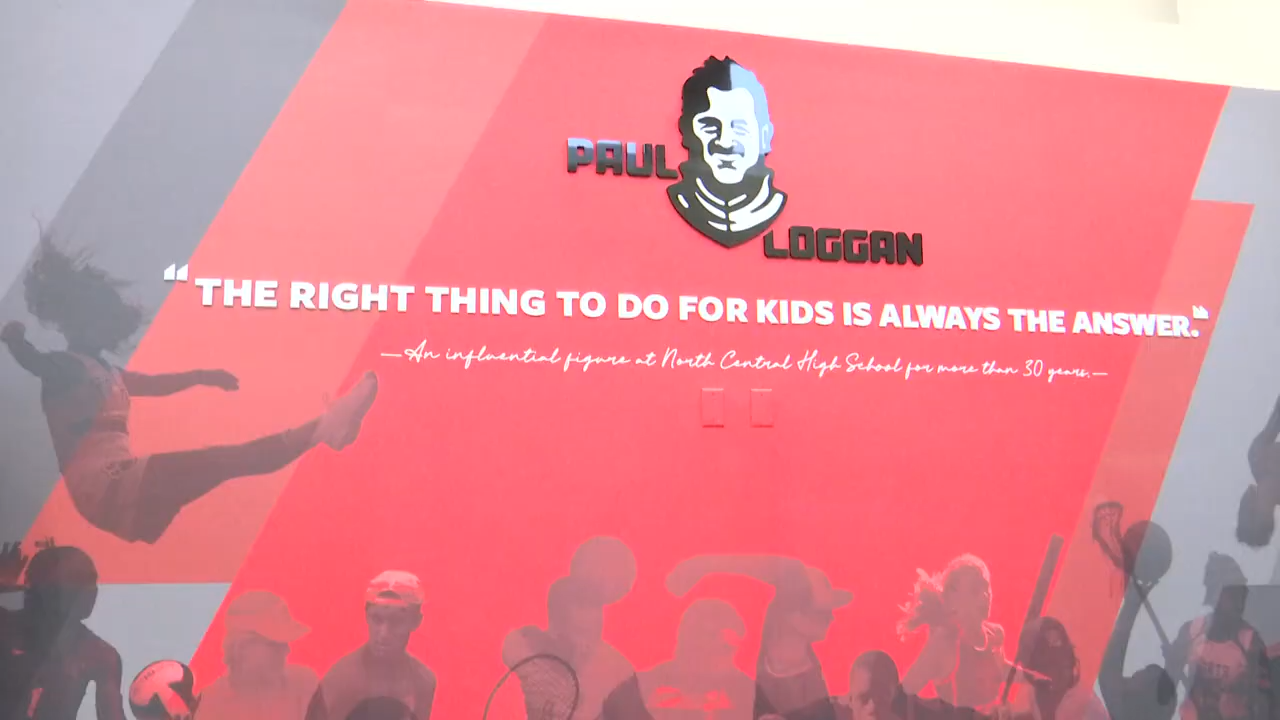 PAUL
LOGGAN
“THE RIGHT THING TO DO FOR KIDS IS ALWAYS THE ANSWER.”
—An influential figure at North Central High School for more than 30 years.—